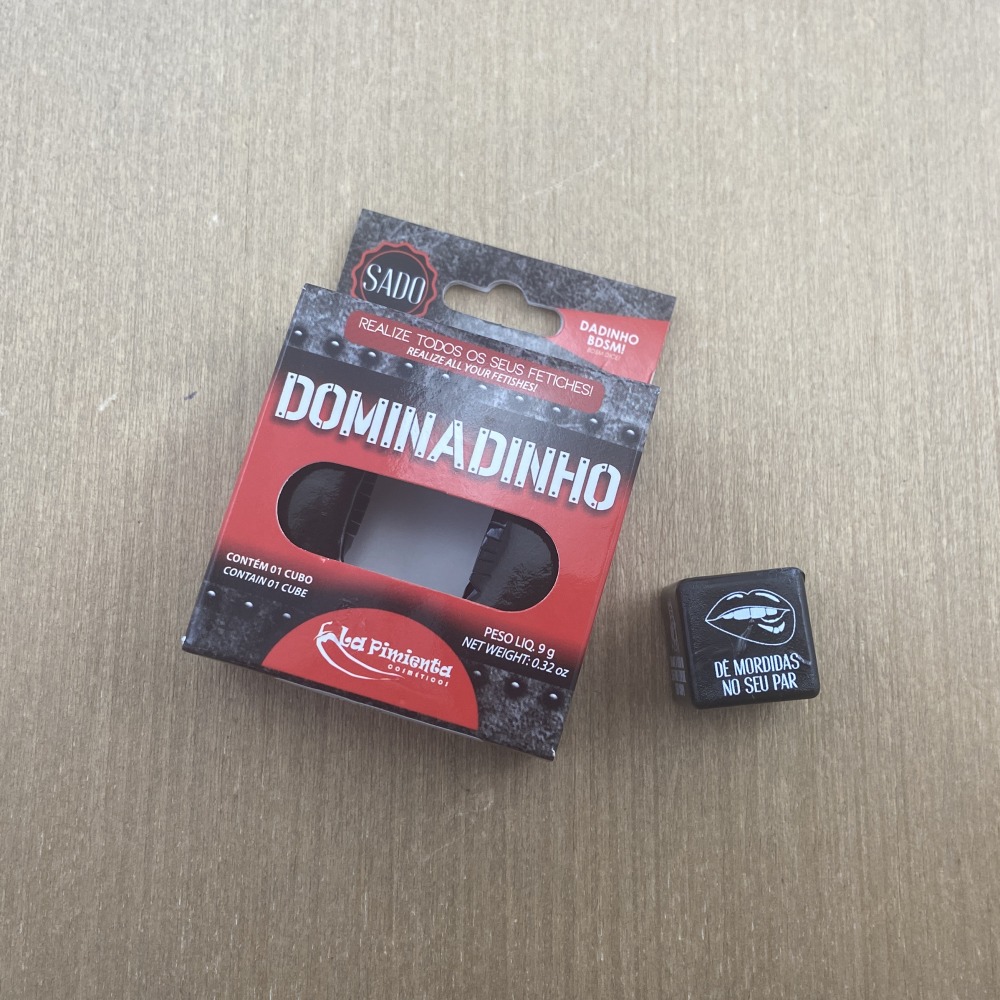 SADO
DADINHO
BDSM!
REALIZE TODOS OS SEUS FETICHES!
REALIZE ALL YOUR FETISHES!
DOMINADINHO
CONTÉM 01 CUBO
CONTAIN 01 CUBE
La Pimienta
COSMÉTICOS
PESO LIQ. 9 g
NET WEIGHT: 0.32 oz
DÊ MORDIDAS
NO SEU PAR